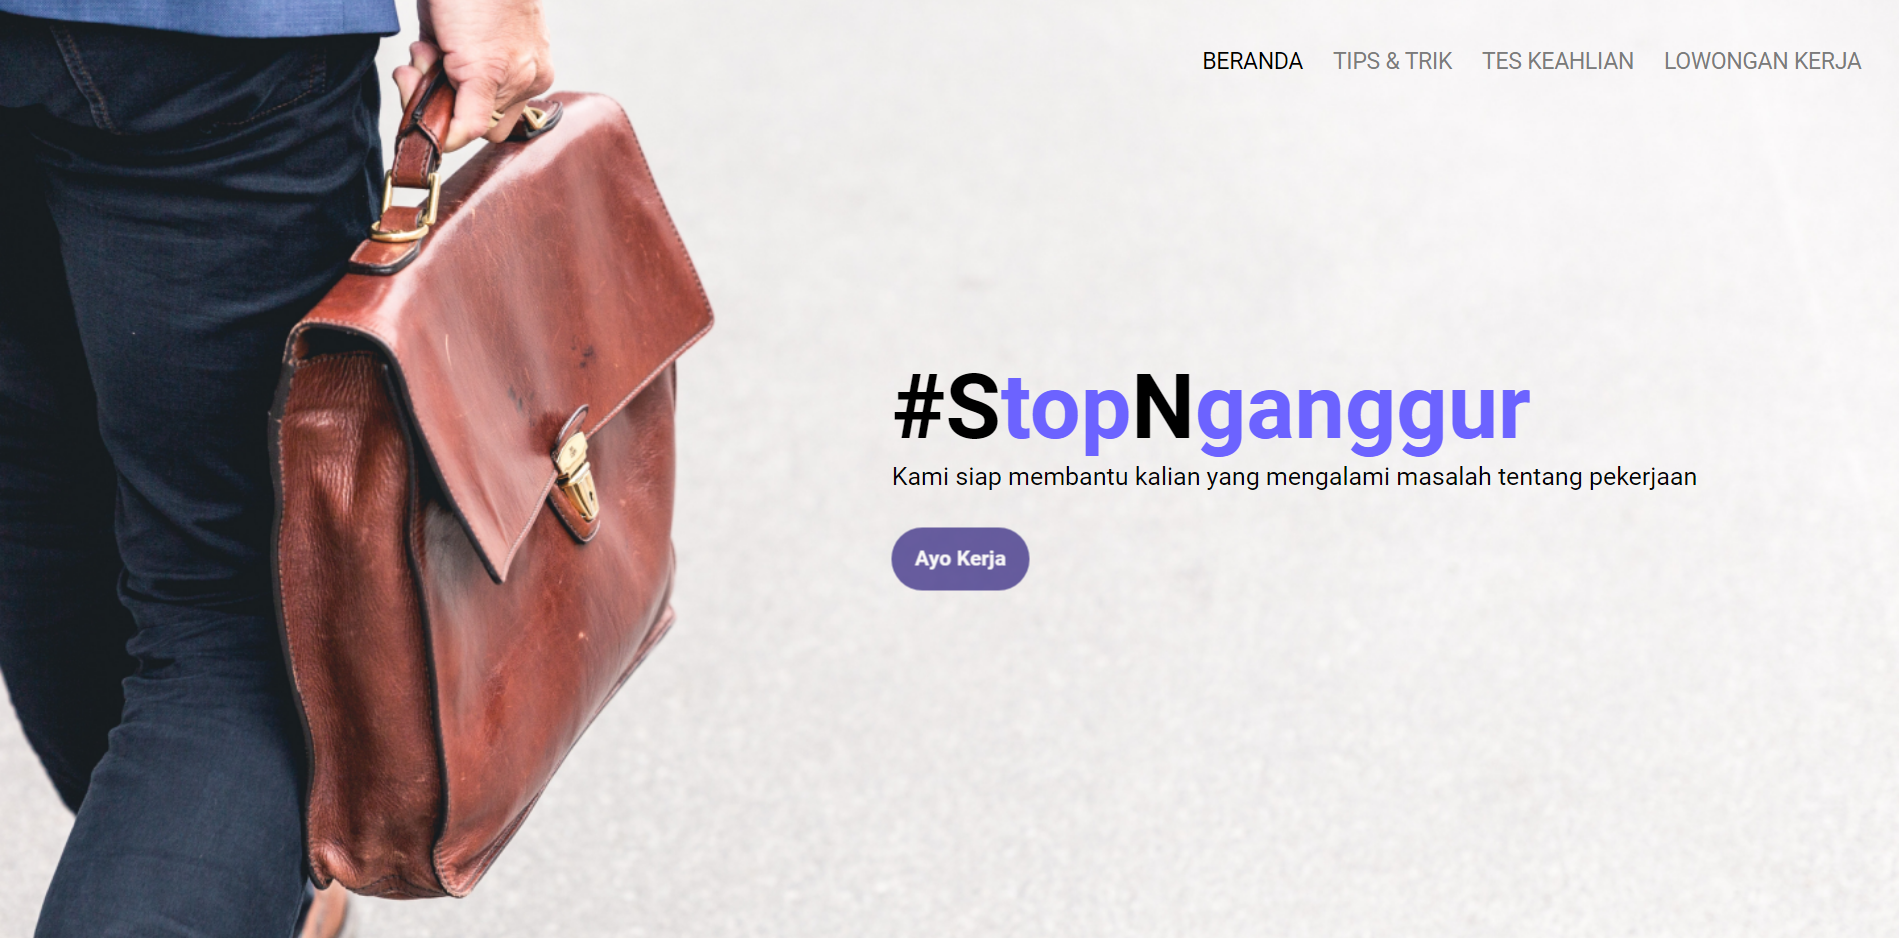 BERANDA TIPS & TRIK TES KEAHLIAN LOWONGAN KERJA
#StopNganggur
Kami siap membantu kalian yang mengalami masalah tentang pekerjaan
Ayo Kerja